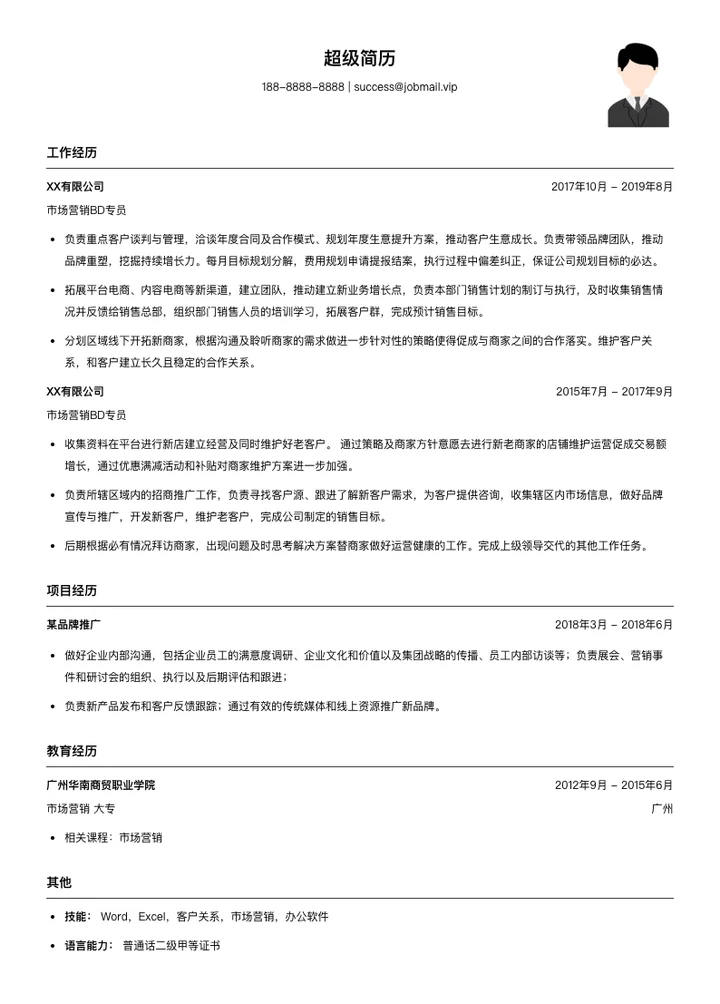 超级简历
188-8888-8888 | success@jobmail.vip
工作经历
XX有限公司 2017年10月 - 2019年8月
市场营销BD专员
• 负责重点客户谈判与管理，洽谈年度合同及合作模式、规划年度生意提升方案，推动客户生意成长。负责带领品牌团队，推动
品牌重塑，挖掘持续增长力。每月目标规划分解，费用规划申请提报结案，执行过程中偏差纠正，保证公司规划目标的必达。
• 拓展平台电商、内容电商等新渠道，建立团队，推动建立新业务增长点，负责本部门销售计划的制订与执行，及时收集销售情
况并反馈给销售总部，组织部门销售人员的培训学习，拓展客户群，完成预计销售目标。
• 分划区域线下开拓新商家，根据沟通及聆听商家的需求做进一步针对性的策略使得促成与商家之间的合作落实。维护客户关
系，和客户建立长久且稳定的合作关系。
XX有限公司 2015年7月 - 2017年9月
市场营销BD专员
• 收集资料在平台进行新店建立经营及同时维护好老客户。 通过策略及商家方针意愿去进行新老商家的店铺维护运营促成交易额
增长，通过优惠满减活动和补贴对商家维护方案进一步加强。
• 负责所辖区域内的招商推广工作，负责寻找客户源、跟进了解新客户需求，为客户提供咨询，收集辖区内市场信息，做好品牌
宣传与推广，开发新客户，维护老客户，完成公司制定的销售目标。
• 后期根据必有情况拜访商家，出现问题及时思考解决方案替商家做好运营健康的工作。完成上级领导交代的其他工作任务。
项目经历
某品牌推广 2018年3月 - 2018年6月
• 做好企业内部沟通，包括企业员工的满意度调研、企业文化和价值以及集团战略的传播、员工内部访谈等；负责展会、营销事
件和研讨会的组织、执行以及后期评估和跟进；
• 负责新产品发布和客户反馈跟踪；通过有效的传统媒体和线上资源推广新品牌。
教育经历
广州华南商贸职业学院 2012年9月 - 2015年6月
市场营销 大专 广州
• 相关课程：市场营销
其他
• 技能： Word，Excel，客户关系，市场营销，办公软件
• 语言能力： 普通话二级甲等证书